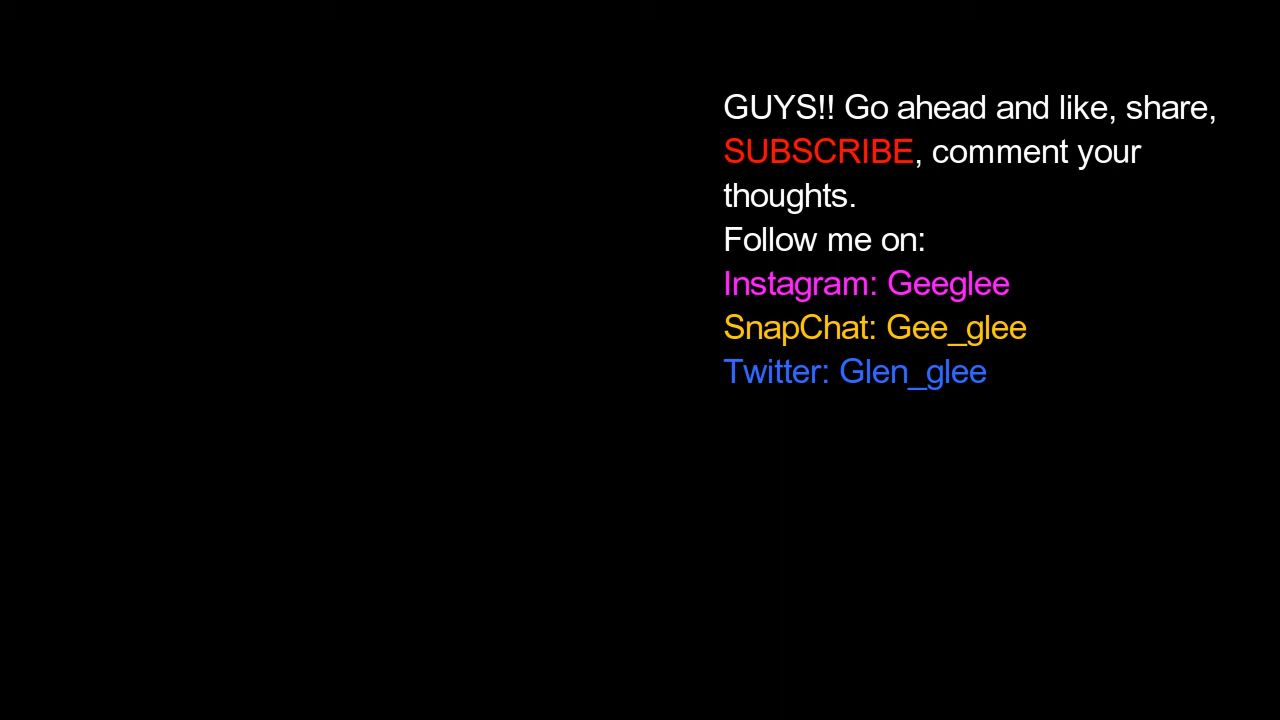 GUYS!! Go ahead and like, share,
SUBSCRIBE, comment your
thoughts.
Follow me on:
Instagram: Geeglee
SnapChat: Gee_glee
Twitter: Glen_glee